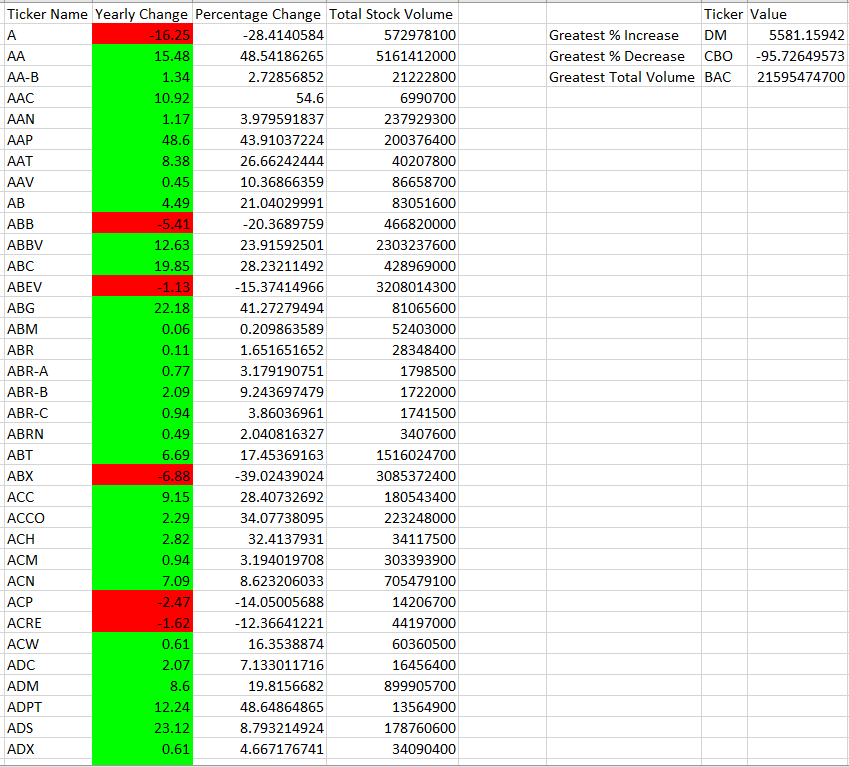 Ticker Name Yearly Change Percentage Change Total Stock Volume Ticker Value
A -16.25 -28.4140584 572978100 Greatest % Increase DM 5581.15942
AA 15.48 48.54186265 5161412000 Greatest % Decrease CBO -95.72649573
AA-B 1.34 2.72856852 21222800 Greatest Total Volume BAC 21595474700
AAC 10.92 54.6 6990700
AAN 1.17 3.979591837 237929300
AAP 48.6 43.91037224 200376400
AAT 8.38 26.66242444 40207800
AAV 0.45 10.36866359 86658700
AB 4.49 21.04029991 83051600
ABB -5.41 -20.3689759 466820000
ABBV 12.63 23.91592501 2303237600
ABC 19.85 28.23211492 428969000
ABEV -1.13 -15.37414966 3208014300
ABG 22.18 41.27279494 81065600
ABM 0.06 0.209863589 52403000
ABR 0.11 1.651651652 28348400
ABR-A 0.77 3.179190751 1798500
ABR-B 2.09 9.243697479 1722000
ABR-C 0.94 3.86036961 1741500
ABRN 0.49 2.040816327 3407600
ABT 6.69 17.45369163 1516024700
ABX -6.88 -39.02439024 3085372400
ACC 9.15 28.40732692 180543400
ACCO 2.29 34.07738095 223248000
ACH 2.82 32.4137931 34117500
ACM 0.94 3.194019708 303393900
ACN 7.09 8.623206033 705479100
ACP -2.47 -14.05005688 14206700
ACRE -1.62 -12.36641221 44197000
ACW 0.61 16.3538874 60360500
ADC 2.07 7.133011716 16456400
ADM 8.6 19.8156682 899905700
ADPT 12.24 48.64864865 13564900
ADS 23.12 8.793214924 178760600
ADX 0.61 4.667176741 34090400